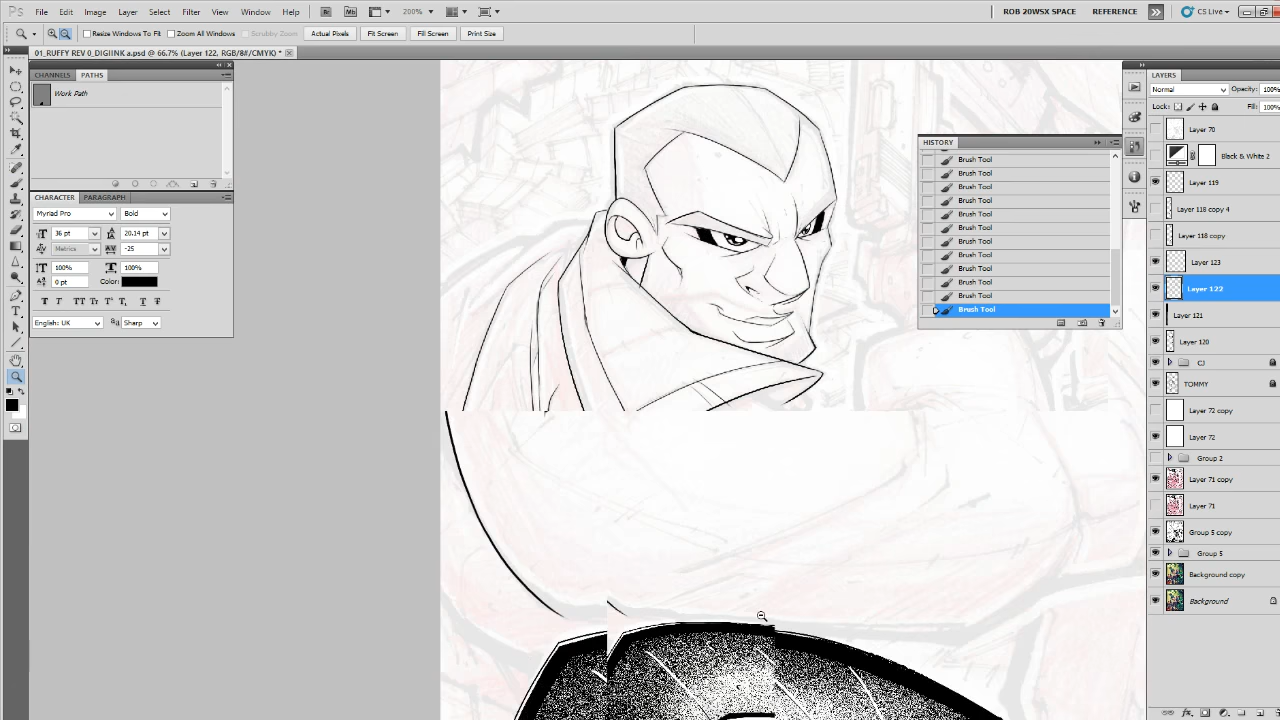 Ps File Edit Image Layer Select Filter View Window Help Br Mb 200% ROB 20WSX SPACE REFERENCE CS Live
Resize Windows To Fit Zoom All Windows Scrubby Zoom Actual Pixels Fit Screen Fill Screen Print Size
01_RUFFY REV 0_DIGIINK a.psd @ 66.7% (Layer 122, RGB/8#/CMYK) *
CHANNELS PATHS
Work Path
CHARACTER PARAGRAPH
Myriad Pro Bold
36 pt 20.14 pt
Metrics -25
100% 100%
0 pt Color:
T T TT Tr T' T, T T
English: UK aa Sharp
HISTORY
Brush Tool
Brush Tool
Brush Tool
Brush Tool
Brush Tool
Brush Tool
Brush Tool
Brush Tool
Brush Tool
Brush Tool
Brush Tool
Brush Tool
LAYERS
Normal Opacity: 100%
Lock: Fill: 100%
Layer 70
Black & White 2
Layer 119
Layer 118 copy 4
Layer 118 copy
Layer 123
Layer 122
Layer 121
Layer 120
CJ
TOMMY
Layer 72 copy
Layer 72
Group 2
Layer 71 copy
Layer 71
Group 5 copy
Group 5
Background copy
Background